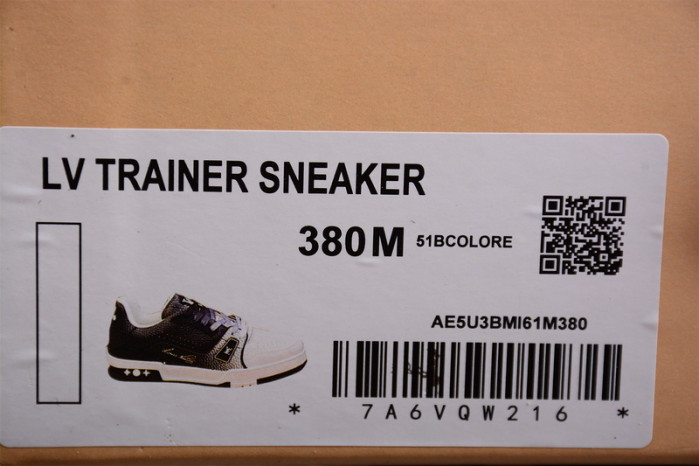 LV TRAINER SNEAKER
380M 51BCOLORE
AE5U3BMI61M380
* 7A6VQW216 *